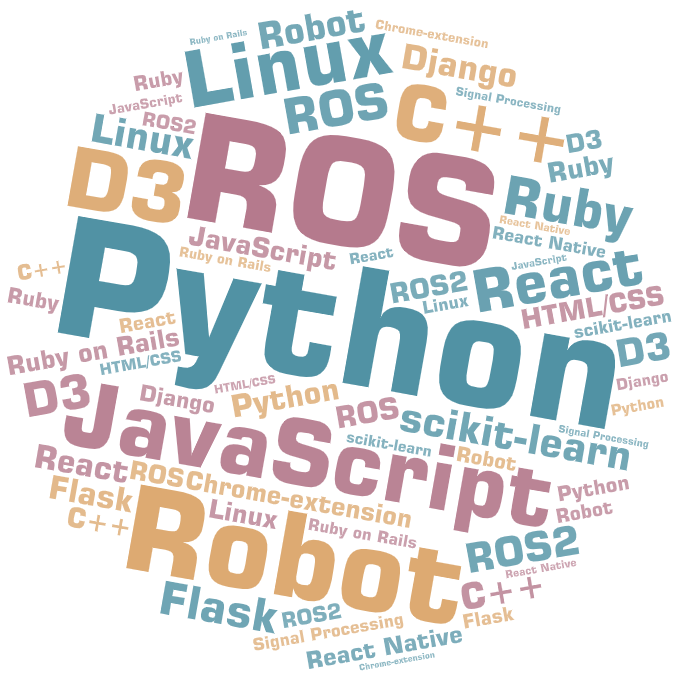 Ruby on Rails
Robot
Chrome-extension
Linux
Django
Ruby
JavaScript
ROS
C++
Signal Processing
ROS2
Linux
D3
Ruby
D3
ROS
Ruby
React Native
React Native
JavaScript
Ruby on Rails
React
JavaScript
C++
Python
ROS2
Linux
React
HTML/CSS
scikit-learn
Ruby
React
Ruby on Rails
HTML/CSS
D3
D3
Django
HTML/CSS
Python
Django
Python
JavaScript
ROS
scikit-learn
Signal Processing
scikit-learn
Robot
React
ROS
Chrome-extension
Python
Flask
C++
Robot
Linux
Ruby on Rails
Robot
ROS2
React Native
C++
Flask
ROS2
Flask
Signal Processing
React Native
Chrome-extension